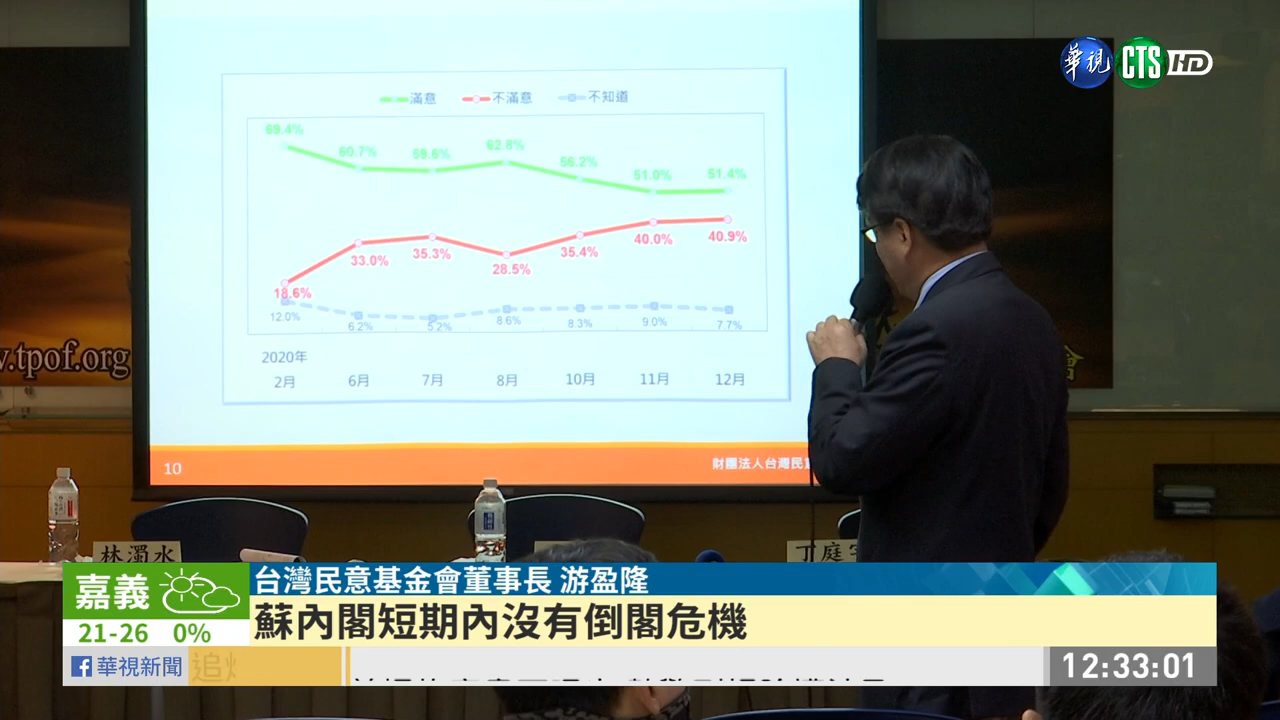 華視 CTS HD
滿意 不滿意 不知道
69.4% 60.7% 59.6% 62.8% 56.2% 51.0% 51.4%
18.6% 33.0% 35.3% 28.5% 35.4% 40.0% 40.9%
12.0% 6.2% 5.2% 8.6% 8.3% 9.0% 7.7%
2020年
2月 6月 7月 8月 10月 11月 12月
.tpof.org
會
10 財團法人台灣民
林濁水
丁庭
嘉義
21-26 0%
台灣民意基金會董事長 游盈隆
蘇內閣短期內沒有倒閣危機
華視新聞
12:33:01